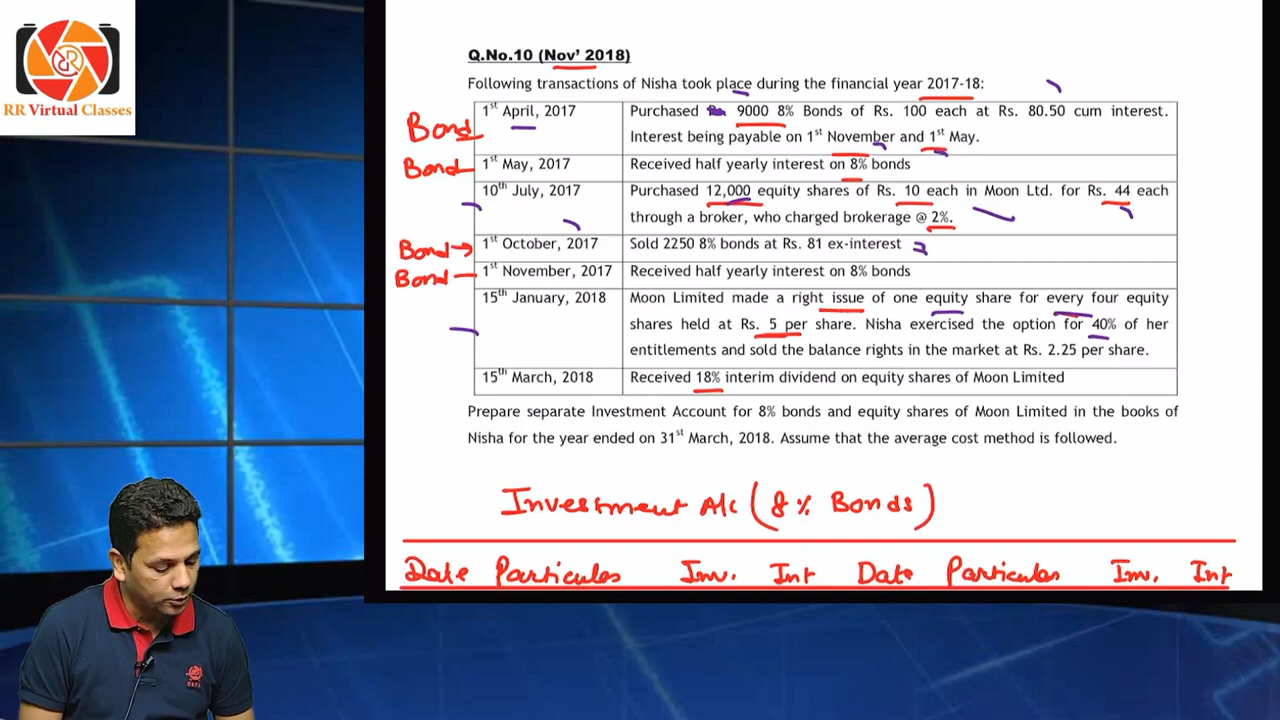 RR Virtual Classes
Q.No.10 (Nov' 2018)
Following transactions of Nisha took place during the financial year 2017-18:
Bond 1st April, 2017 Purchased 9000 8% Bonds of Rs. 100 each at Rs. 80.50 cum interest.
Interest being payable on 1st November and 1st May.
Bond 1st May, 2017 Received half yearly interest on 8% bonds
10th July, 2017 Purchased 12,000 equity shares of Rs. 10 each in Moon Ltd. for Rs. 44 each
through a broker, who charged brokerage @ 2%.
Bond → 1st October, 2017 Sold 2250 8% bonds at Rs. 81 ex-interest
Bond 1st November, 2017 Received half yearly interest on 8% bonds
15th January, 2018 Moon Limited made a right issue of one equity share for every four equity
shares held at Rs. 5 per share. Nisha exercised the option for 40% of her
entitlements and sold the balance rights in the market at Rs. 2.25 per share.
15th March, 2018 Received 18% interim dividend on equity shares of Moon Limited
Prepare separate Investment Account for 8% bonds and equity shares of Moon Limited in the books of
Nisha for the year ended on 31st March, 2018. Assume that the average cost method is followed.
Investment A/c (8% Bonds)
Date Particulars Inv. Int Date Particulars Inv. Int